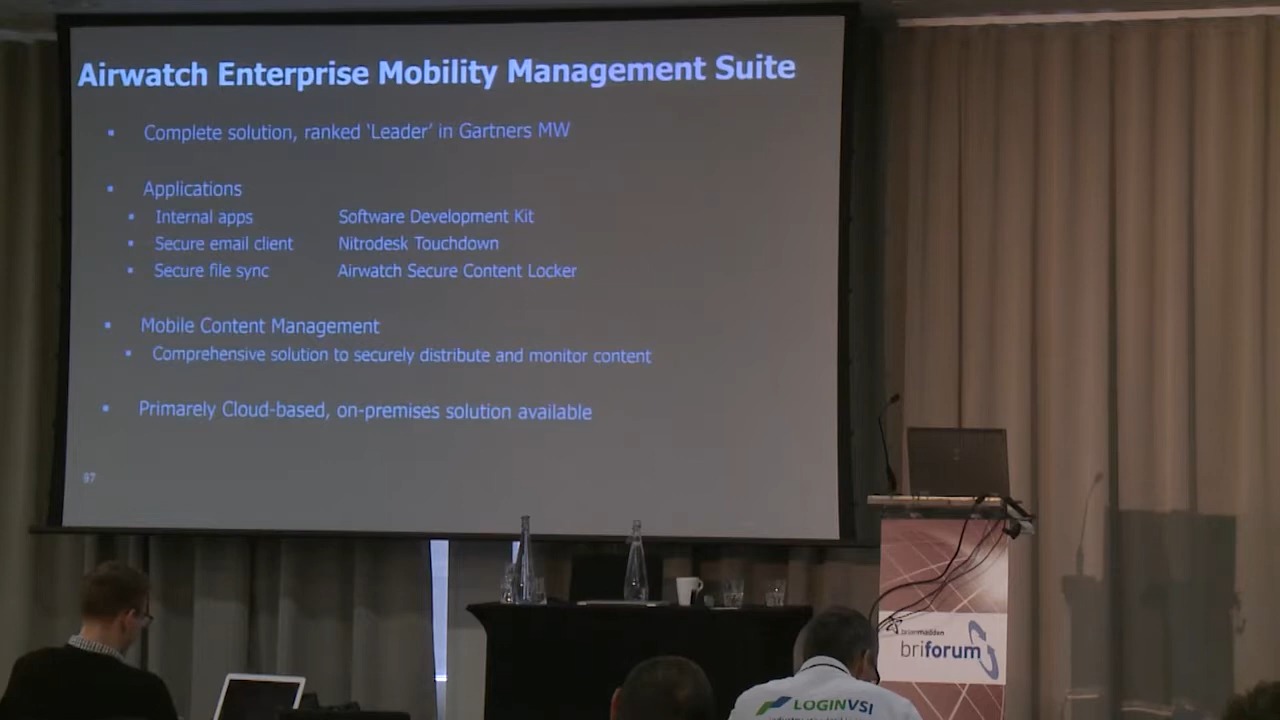 Airwatch Enterprise Mobility Management Suite
Complete solution, ranked 'Leader' in Gartners MW
Applications
Internal apps Software Development Kit
Secure email client Nitrodesk Touchdown
Secure file sync Airwatch Secure Content Locker
Mobile Content Management
Comprehensive solution to securely distribute and monitor content
Primarely Cloud-based, on-premises solution available
97
brianmadden
briforum
LOGINVSI